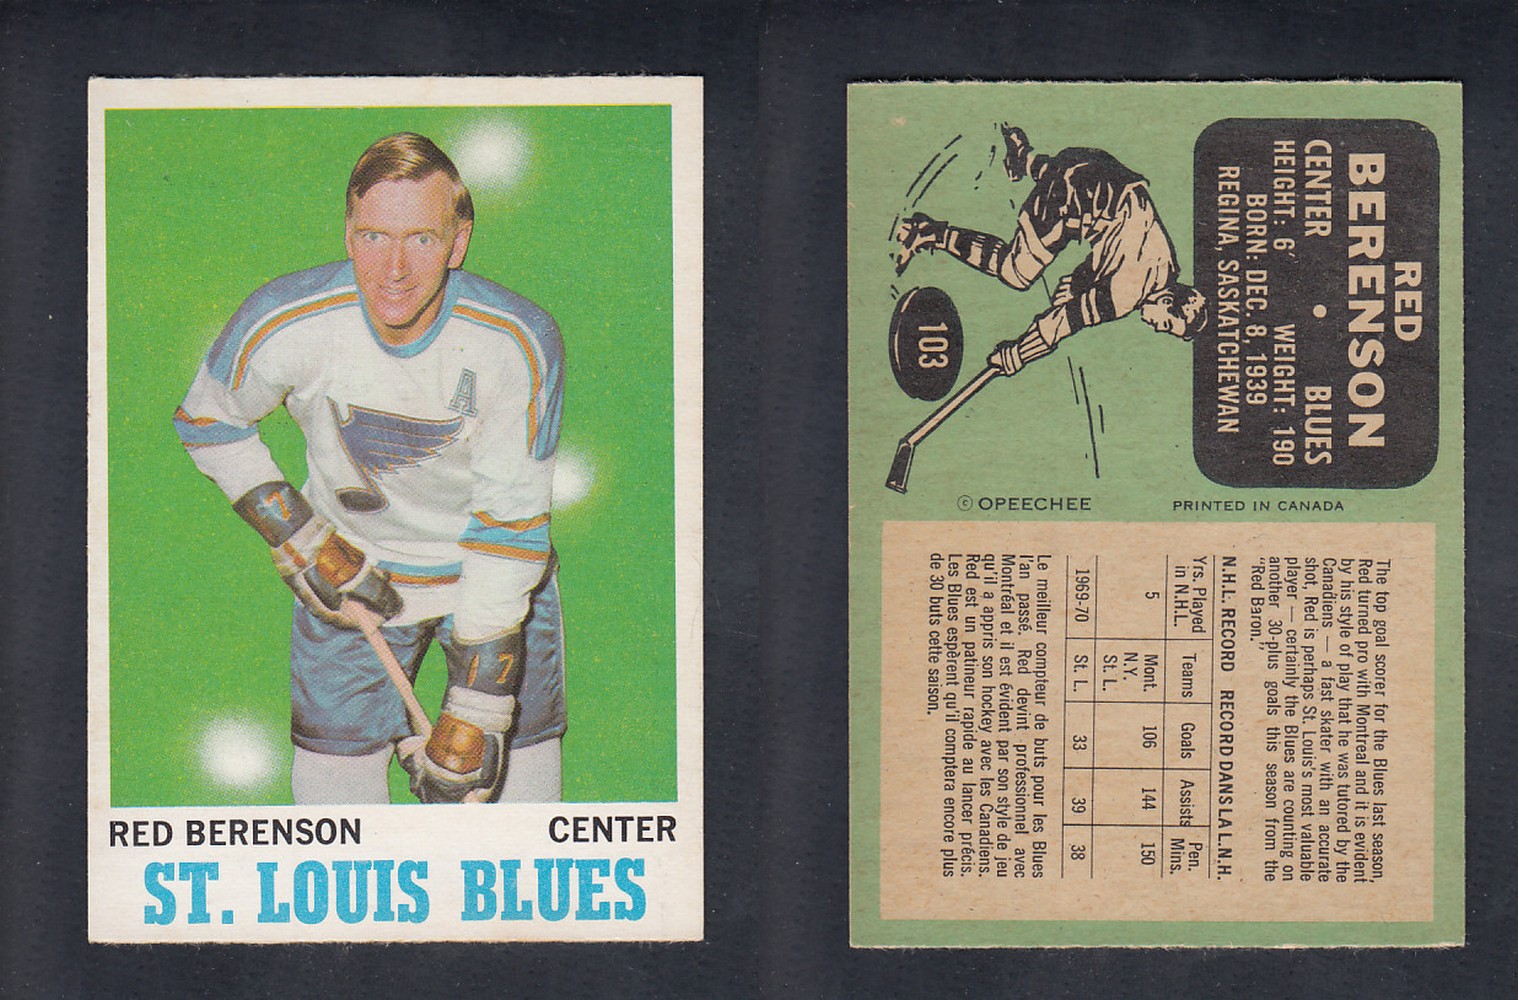 A
7
7
RED BERENSON CENTER
ST. LOUIS BLUES
RED
BERENSON
CENTER • BLUES
HEIGHT: 6′ WEIGHT: 190
BORN: DEC. 8, 1939
REGINA, SASKATCHEWAN
103
© OPEECHEE PRINTED IN CANADA
The top goal scorer for the Blues last season,
Red turned pro with Montreal and it is evident
by his style of play that he was tutored by the
Canadiens — a fast skater with an accurate
shot, Red is perhaps St. Louis's most valuable
player — certainly the Blues are counting on
another 30-plus goals this season from the
"Red Baron."
N.H.L. RECORD RECORD DANS LA L.N.H.
Yrs. Played in N.H.L. Teams Goals Assists Pen. Mins.
5 Mont. 106 144 150
N.Y.
St. L.
1969-70 St. L. 33 39 38
Le meilleur compteur de buts pour les Blues
l'an passé. Red devint professionnel avec
Montréal et il est évident par son style de jeu
qu'il a appris son hockey avec les Canadiens.
Red est un patineur rapide au lancer précis.
Les Blues espèrent qu'il comptera encore plus
de 30 buts cette saison.